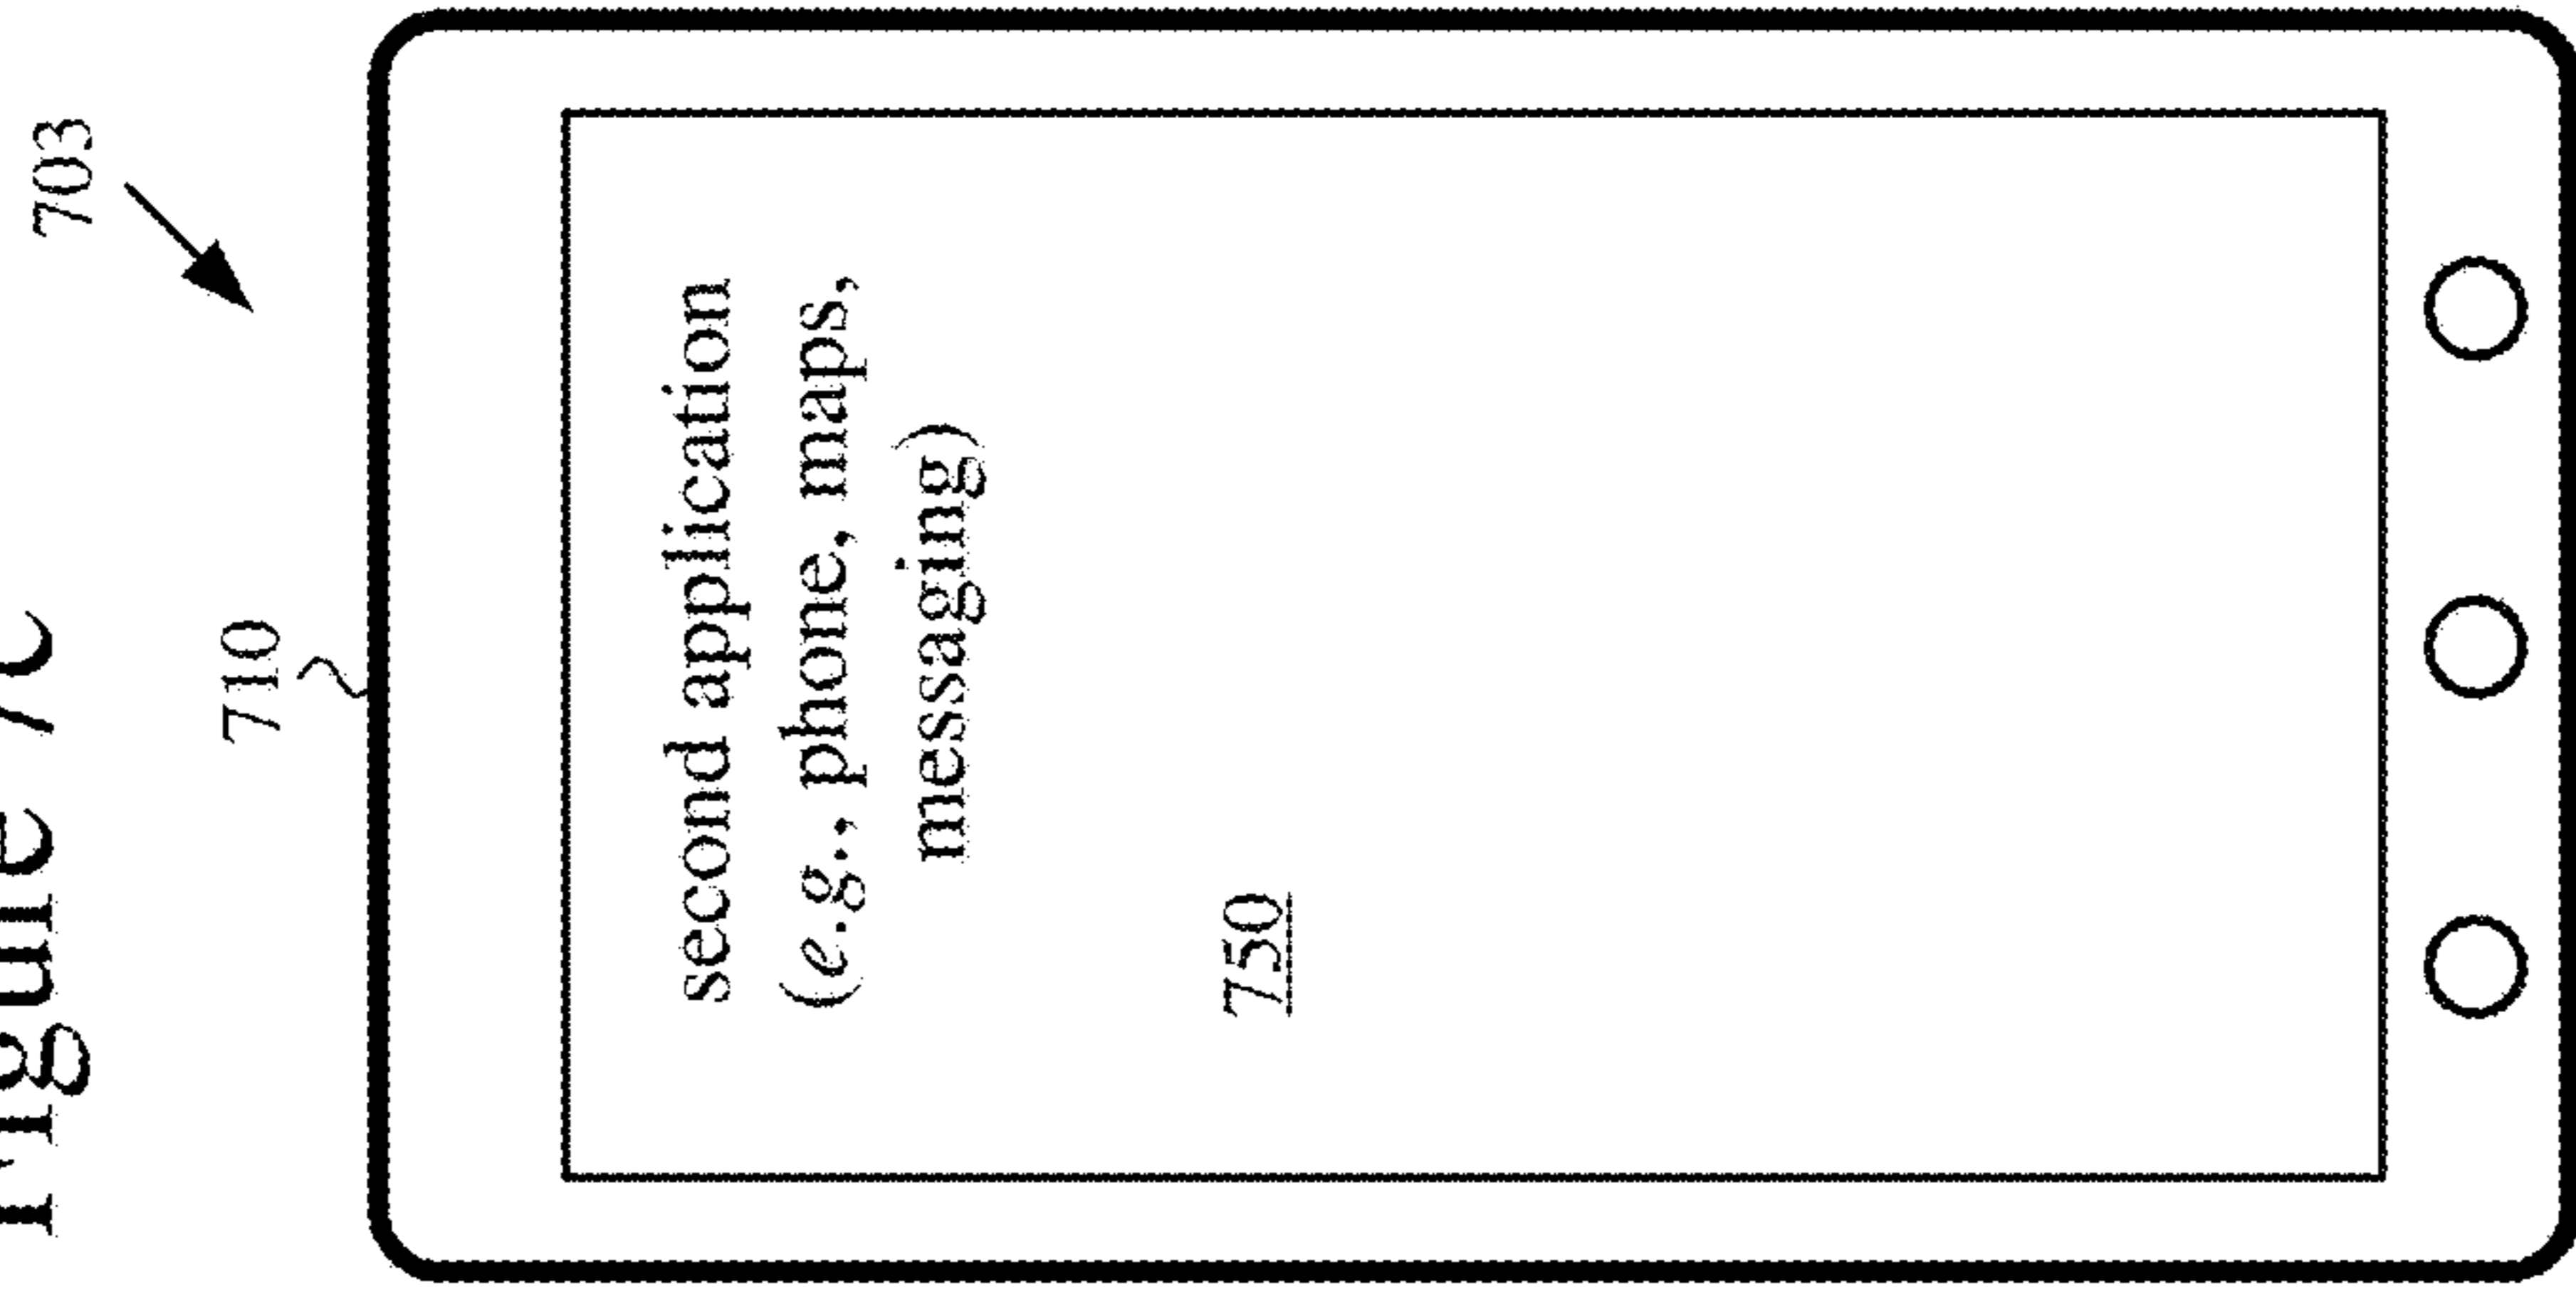 Figure 7c
703
710
second application
(e.g., phone, maps,
messaging)
750